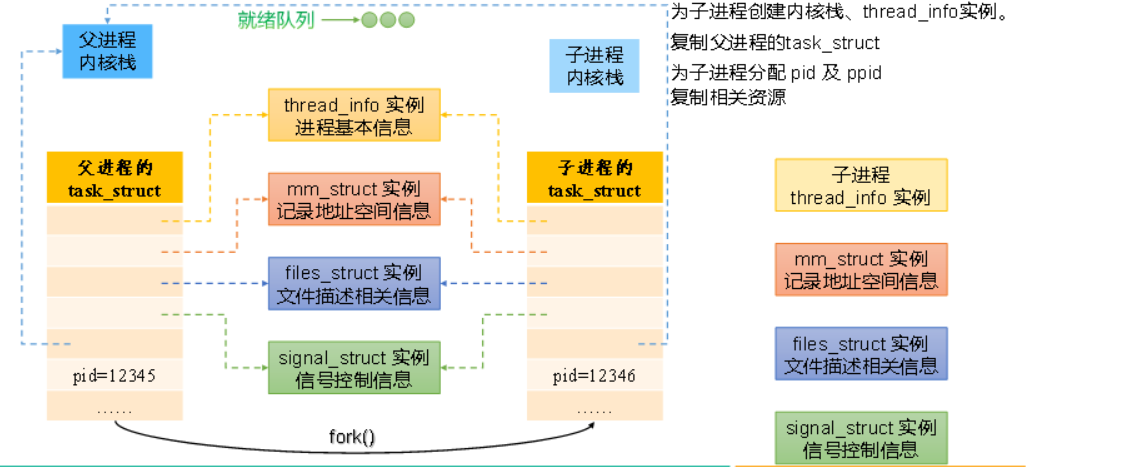 为子进程创建内核栈、thread_info实例。
复制父进程的task_struct
为子进程分配 pid 及 ppid
复制相关资源
就绪队列
父进程
内核栈
子进程
内核栈
thread_info 实例
进程基本信息
父进程的
task_struct
子进程的
task_struct
mm_struct 实例
记录地址空间信息
files_struct 实例
文件描述相关信息
signal_struct 实例
信号控制信息
pid=12345
……
pid=12346
……
fork()
子进程
thread_info 实例
mm_struct 实例
记录地址空间信息
files_struct 实例
文件描述相关信息
signal_struct 实例
信号控制信息